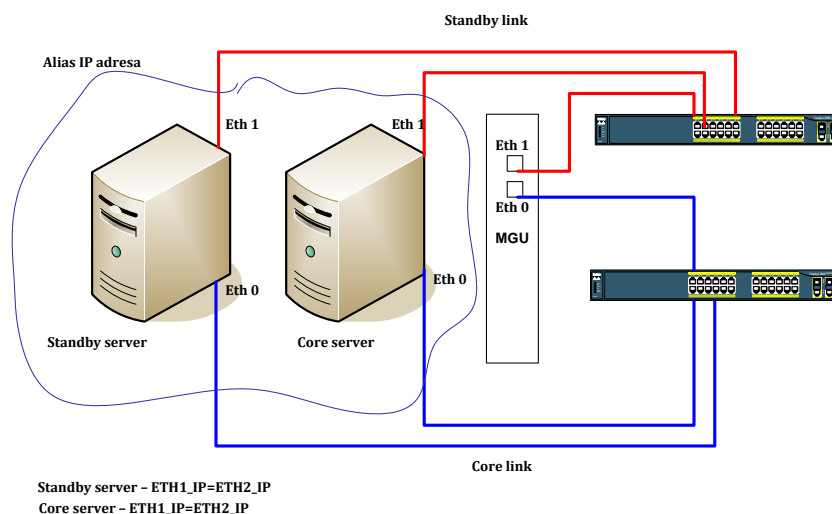 Standby link
Alias IP adresa
Eth 1
Eth 1
Eth 1
Eth 0
MGU
Eth 0
Eth 0
Standby server
Core server
Core link
Standby server – ETH1_IP=ETH2_IP
Core server – ETH1_IP=ETH2_IP